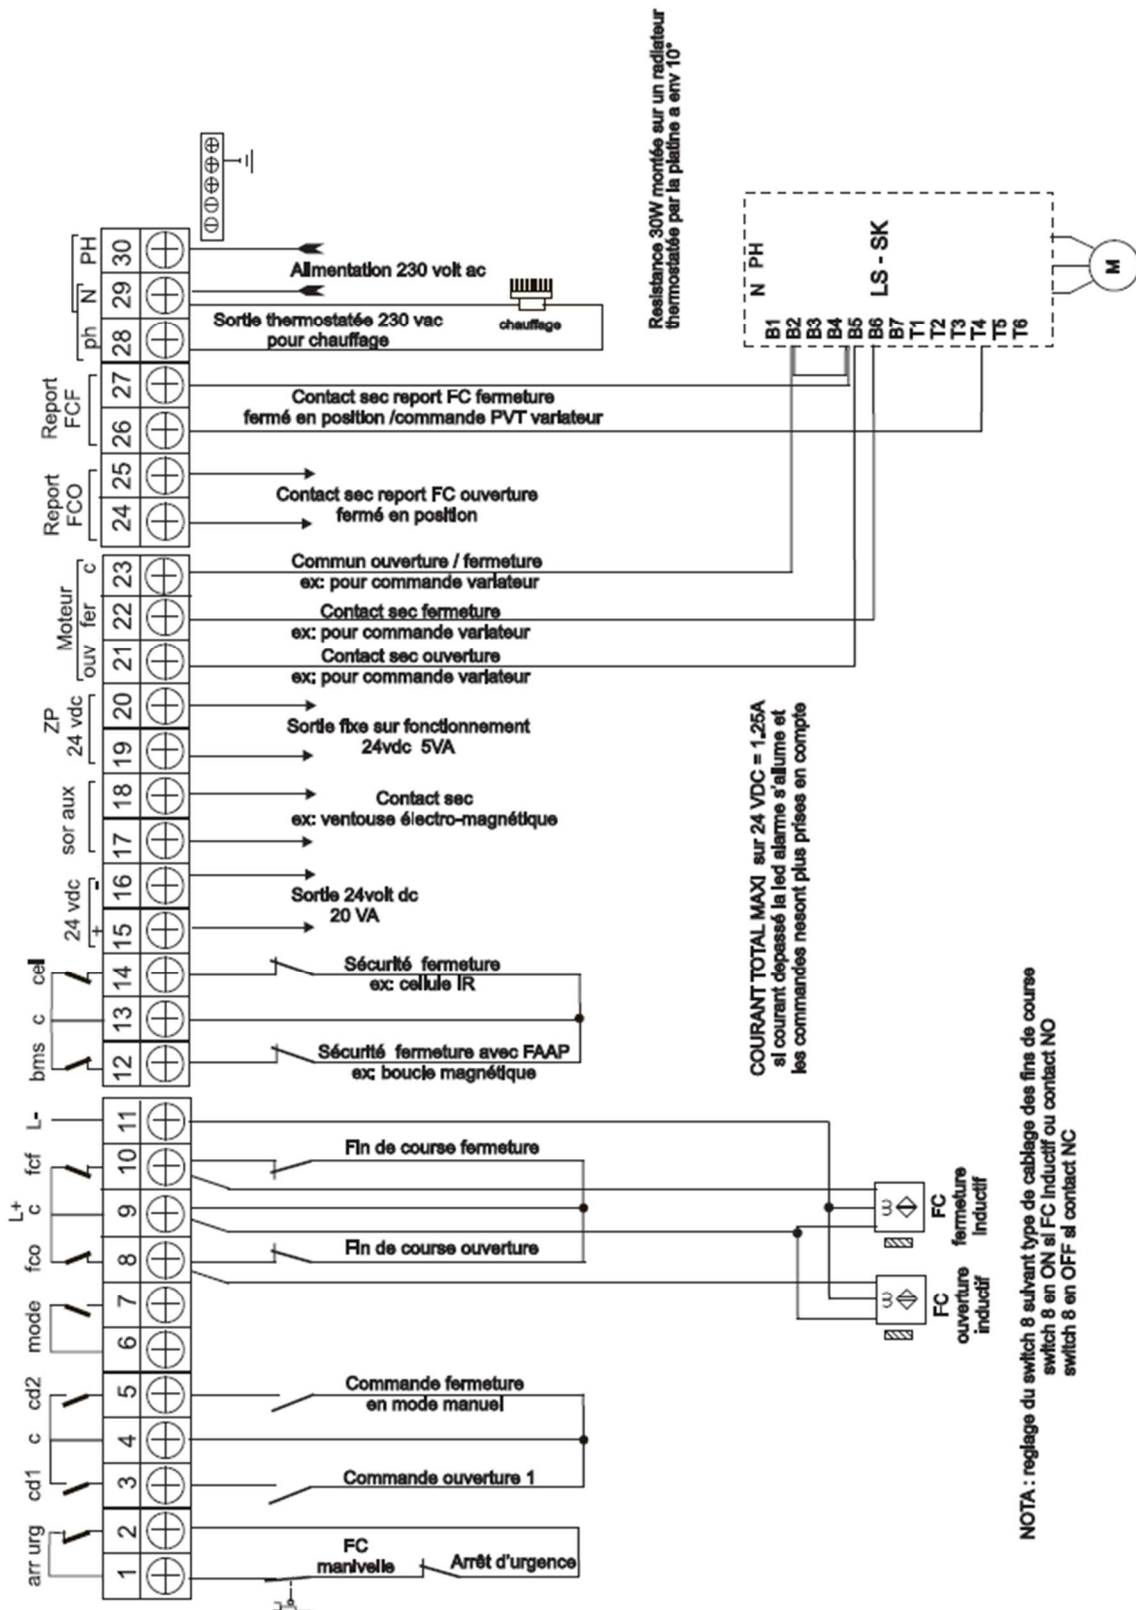 PH
N
ph
30
29
28
Alimentation 230 volt ac
Sortie thermostatée 230 vac
pour chauffage
chauffage
Resistance 30W montée sur un radiateur
thermostatée par la platine a env 10°
Report
FCF
27
26
Contact sec report FC fermeture
fermé en position /commande PVT variateur
Report
FCO
25
24
Contact sec report FC ouverture
fermé en position
Moteur
c
fer
ouv
23
22
21
Commun ouverture / fermeture
ex: pour commande variateur
Contact sec fermeture
ex: pour commande variateur
Contact sec ouverture
ex: pour commande variateur
N PH
LS - SK
B1
B2
B3
B4
B5
B6
B7
T1
T2
T3
T4
T5
T6
M
ZP
24 vdc
20
19
Sortie fixe sur fonctionnement
24vdc 5VA
sor aux
18
17
Contact sec
ex: ventouse électro-magnétique
24 vdc
-
+
16
15
Sortie 24volt dc
20 VA
COURANT TOTAL MAXI sur 24 VDC = 1.25A
si courant depassé la led alarme s'allume et
les commandes nesont plus prises en compte
cel
c
bms
14
13
12
Sécurité fermeture
ex: cellule IR
Sécurité fermeture avec FAAP
ex: boucle magnétique
L-
fcf
L+
c
fco
11
10
9
8
Fin de course fermeture
Fin de course ouverture
FC
fermeture
inductif
FC
ouverture
inductif
mode
7
6
cd2
c
cd1
5
4
3
Commande fermeture
en mode manuel
Commande ouverture 1
arr urg
2
1
FC
manivelle
Arrêt d'urgence
NOTA : reglage du switch 8 suivant type de cablage des fins de course
switch 8 en ON si FC inductif ou contact NO
switch 8 en OFF si contact NC